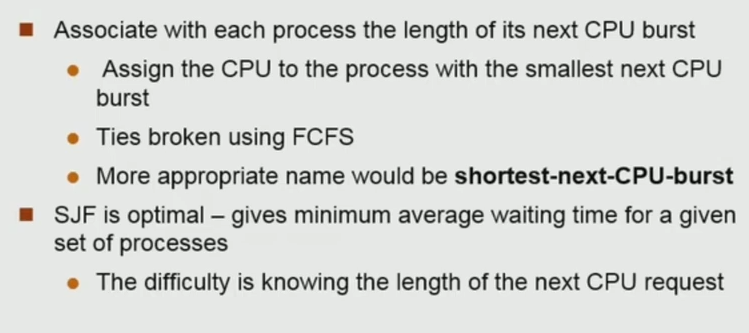 Associate with each process the length of its next CPU burst
Assign the CPU to the process with the smallest next CPU
burst
Ties broken using FCFS
More appropriate name would be shortest-next-CPU-burst
SJF is optimal – gives minimum average waiting time for a given
set of processes
The difficulty is knowing the length of the next CPU request